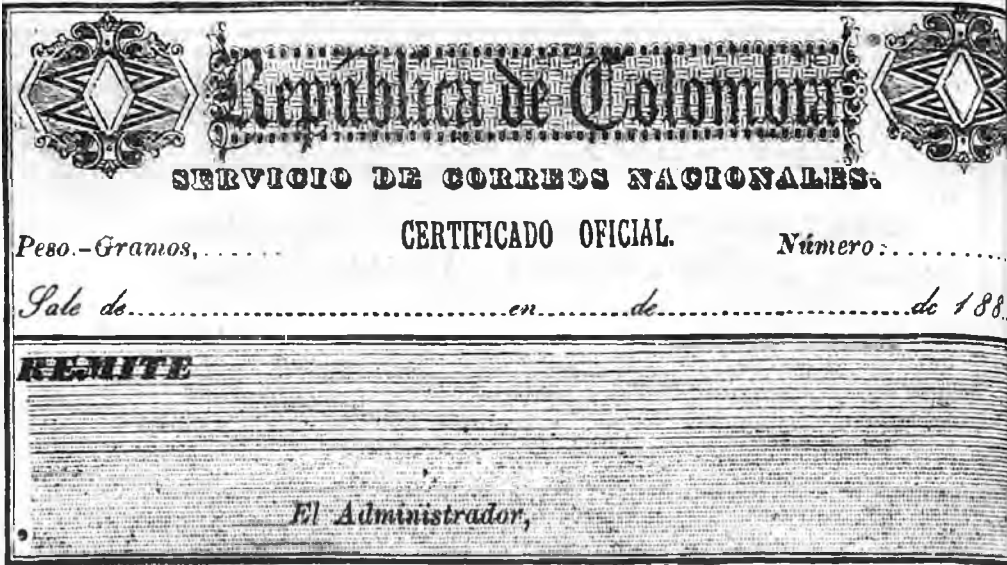 República de Colombia
SERVICIO DE CORREOS NACIONALES.
CERTIFICADO OFICIAL.
Peso.-Gramos,...... Número:..........
Sale de........................................en.........de..........................de 188.
REMITE
El Administrador,